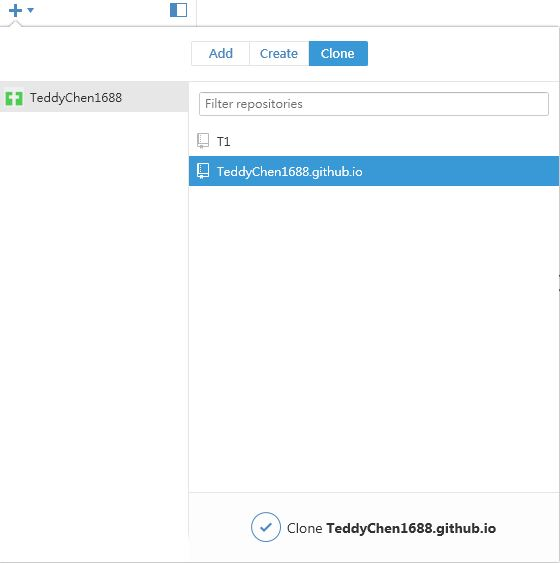 Add Create Clone
TeddyChen1688
Filter repositories
T1
TeddyChen1688.github.io
Clone TeddyChen1688.github.io